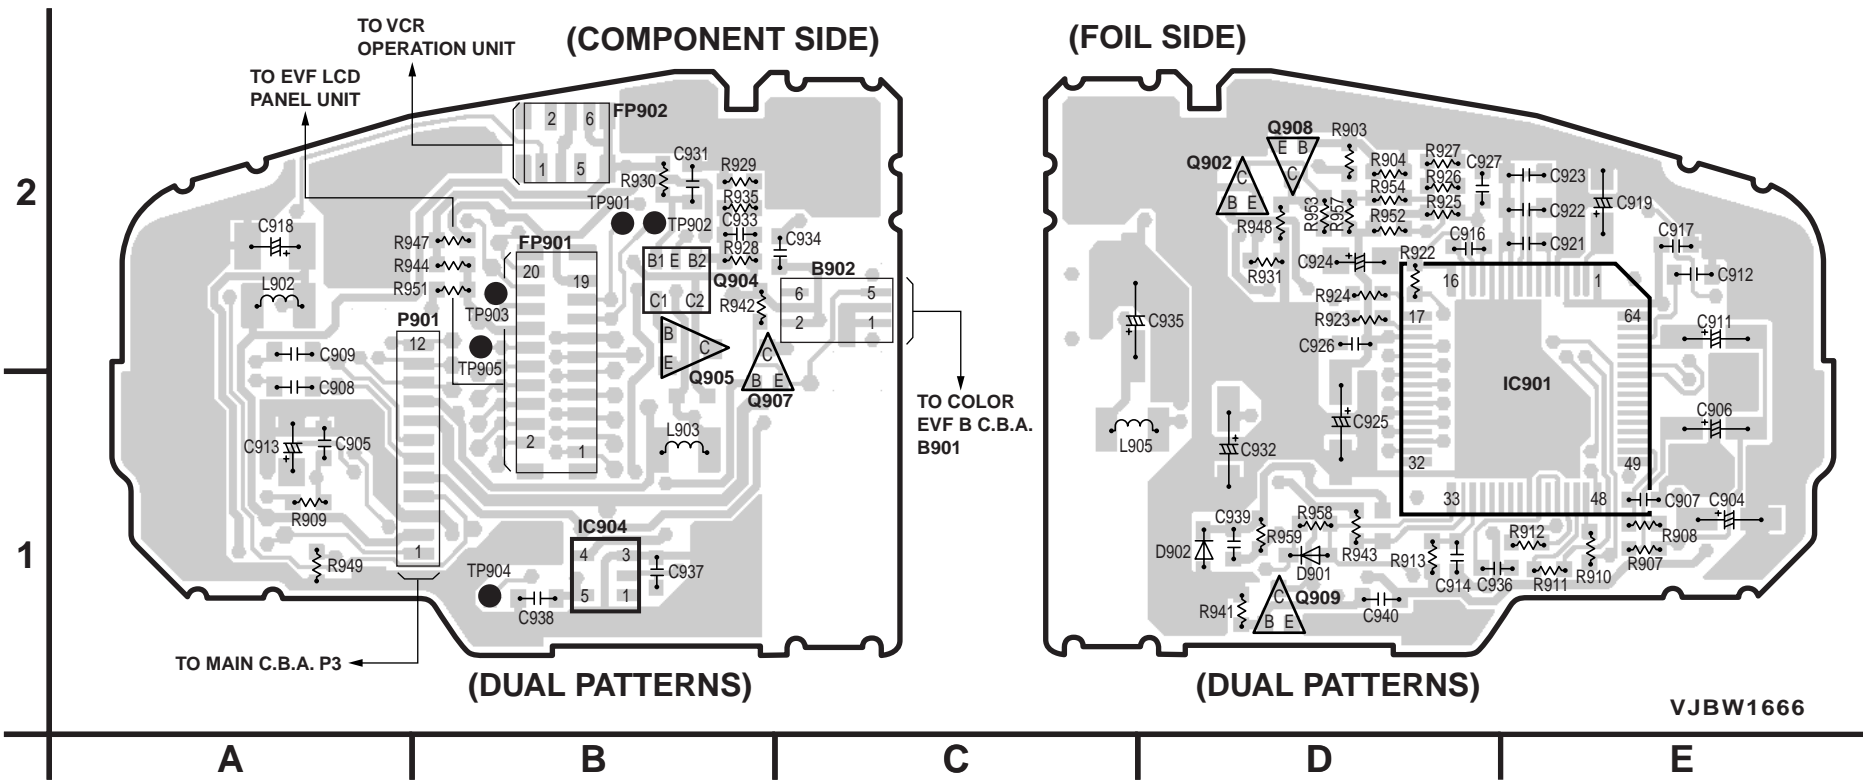 (COMPONENT SIDE)
(FOIL SIDE)
TO VCR
OPERATION UNIT
TO EVF LCD
PANEL UNIT
2
1
FP902
2 6
1 5
C931
R929
R930
R935
TP901
TP902
C933
C918
R947
FP901
R928
C934
R944
20
19
B1 E B2
B902
L902
R951
Q904
C1 C2
6 5
TP903
R942
2 1
P901
12
B
C
E
C
C909
TP905
Q905
B E
C908
Q907
TO COLOR
EVF B C.B.A.
B901
C913
C905
2
1
L903
R909
IC904
1
4 3
R949
TP904
C937
5 1
C938
TO MAIN C.B.A. P3
(DUAL PATTERNS)
Q908
R903
E B
C
Q902
C
B E
R904
R927
C927
R954
R926
C923
R953
R957
R952
R925
C922
C919
R948
C916
C921
C917
R931
C924
R922
C912
16
1
R924
17
64
C935
R923
C911
C926
IC901
C906
L905
C932
C925
32
49
33
48
C907
C904
C939
R958
D902
R959
R943
R912
R908
D901
R913
C914
C936
R911
R910
R907
C
Q909
R941
B E
C940
(DUAL PATTERNS)
VJBW1666
A
B
C
D
E